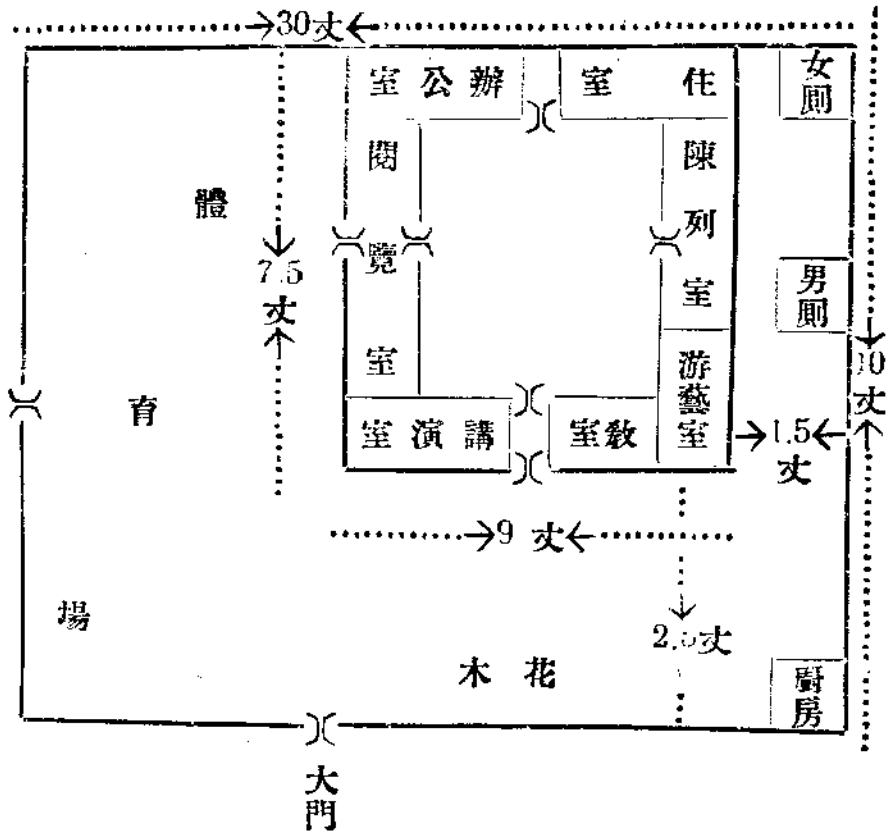 30丈
女廁
住室
辦公室
陳列室
閱覽室
體育場
7.5丈
男廁
10丈
游藝室
教室
講演室
1.5丈
9丈
2.5丈
花木
廚房
大門